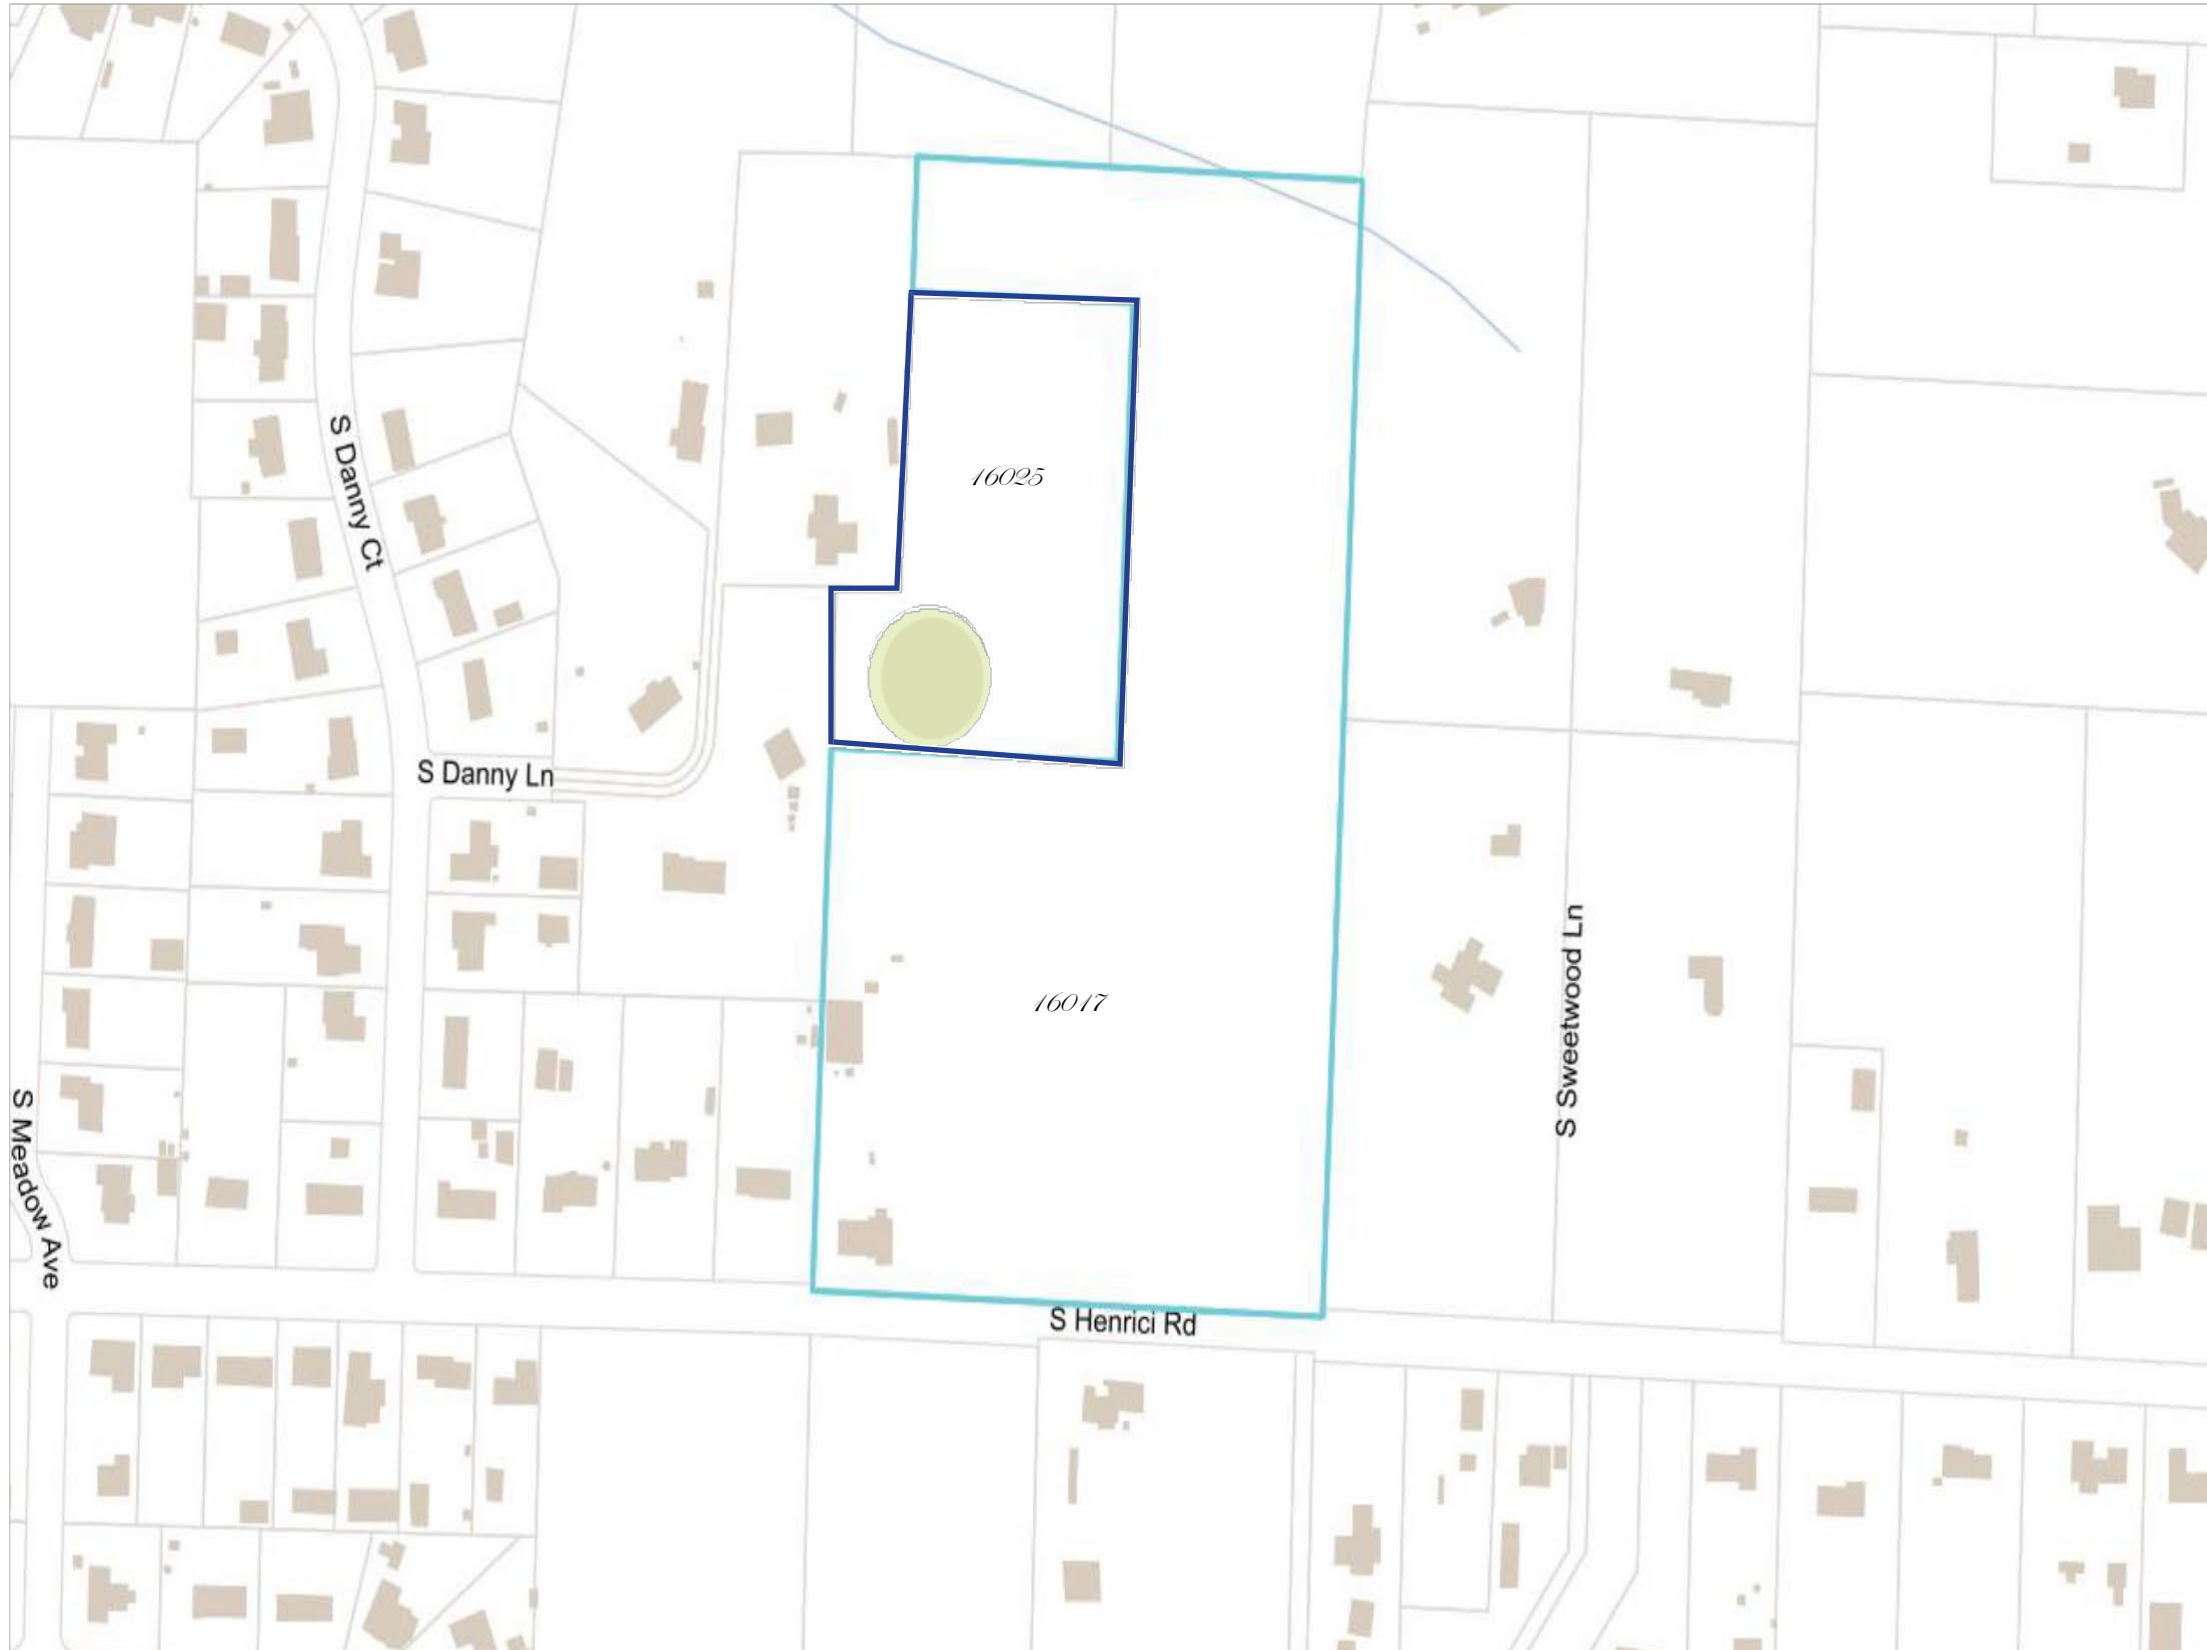 S Danny Ct
16025
S Danny Ln
S Sweetwood Ln
16017
S Meadow Ave
S Henrici Rd